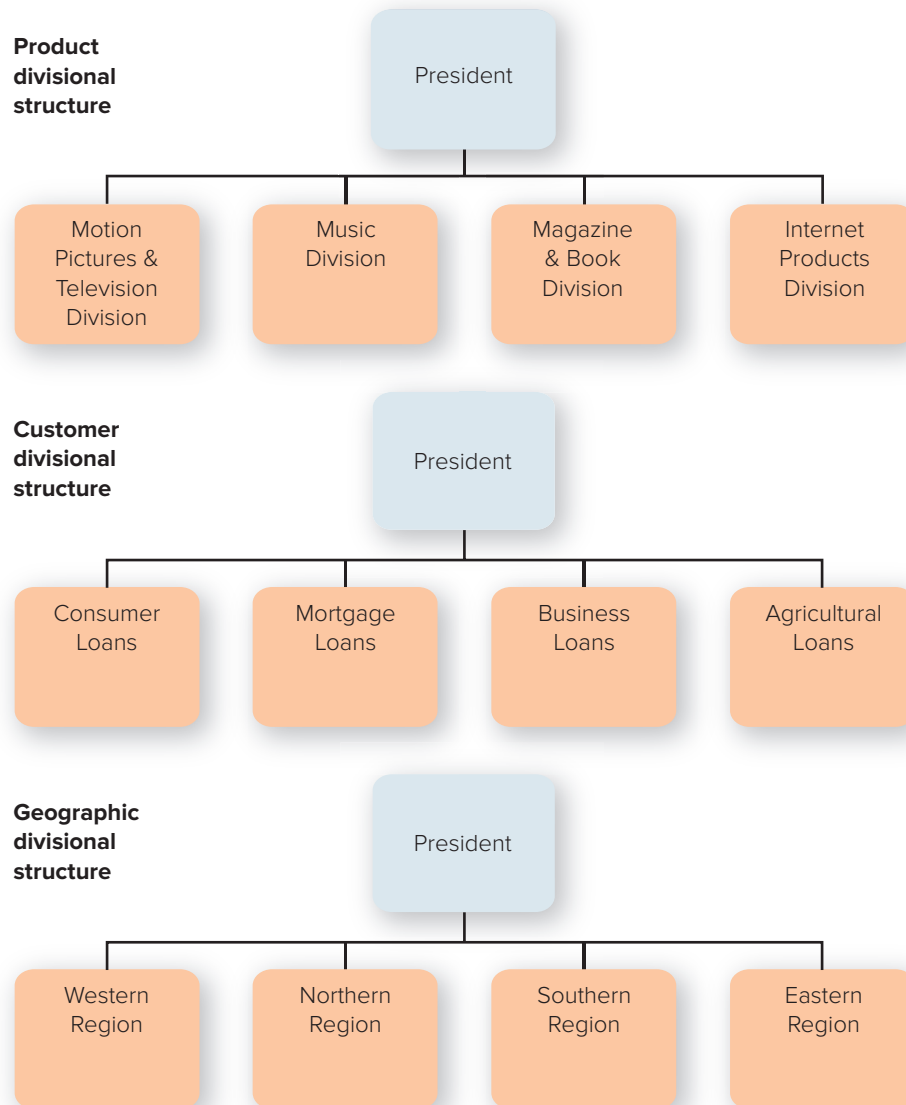 Product
divisional
structure
President
Motion
Pictures &
Television
Division
Music
Division
Magazine
& Book
Division
Internet
Products
Division
Customer
divisional
structure
President
Consumer
Loans
Mortgage
Loans
Business
Loans
Agricultural
Loans
Geographic
divisional
structure
President
Western
Region
Northern
Region
Southern
Region
Eastern
Region